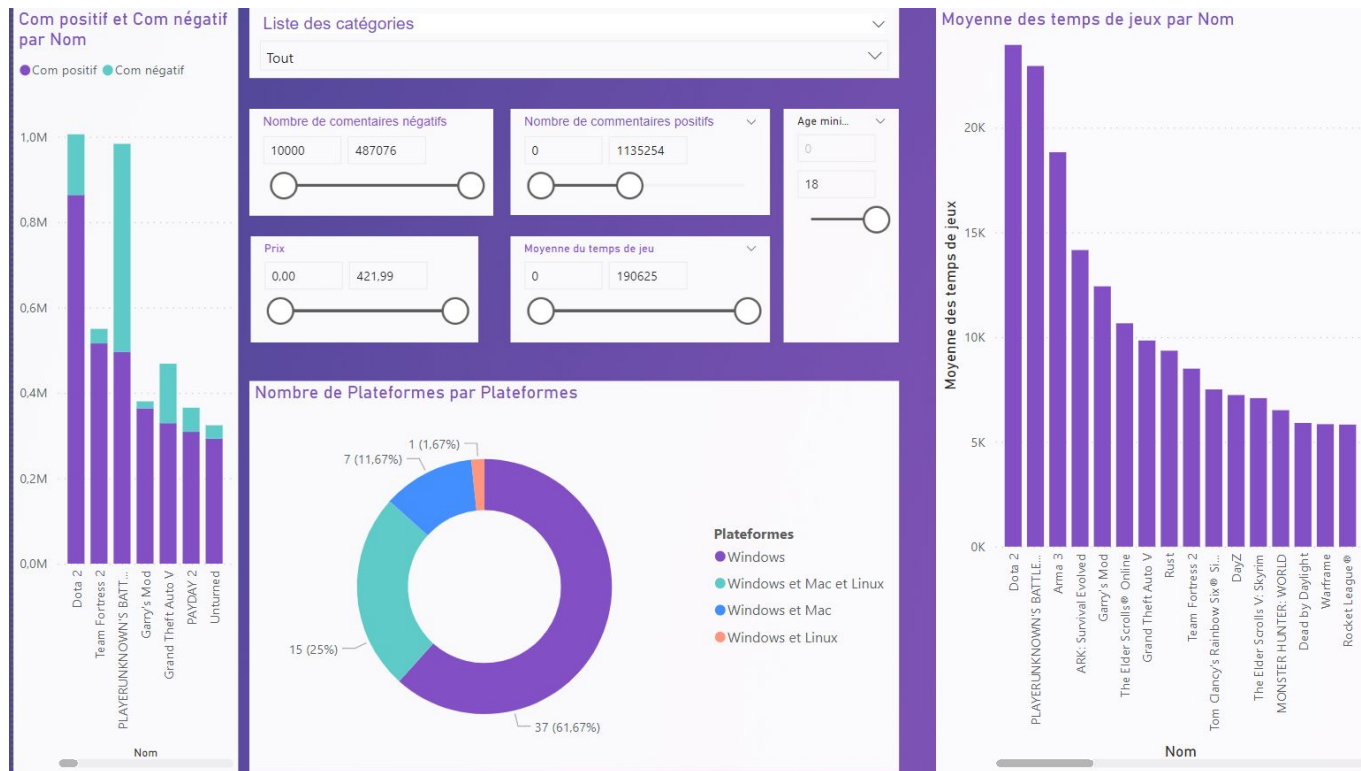 Com positif et Com négatif
par Nom
Com positif Com négatif
1,0M
0,8M
0,6M
0,4M
0,2M
0,0M
Dota 2
Team Fortress 2
PLAYERUNKNOWN'S BATT...
Garry's Mod
Grand Theft Auto V
PAYDAY 2
Unturned
Nom
Liste des catégories
Tout
Nombre de comentaires négatifs
10000 487076
Nombre de commentaires positifs
0 1135254
Age mini...
0
18
Prix
0,00 421,99
Moyenne du temps de jeu
0 190625
Nombre de Plateformes par Plateformes
1 (1,67%)
7 (11,67%)
15 (25%)
37 (61,67%)
Plateformes
Windows
Windows et Mac et Linux
Windows et Mac
Windows et Linux
Moyenne des temps de jeux par Nom
Moyenne des temps de jeux
20K
15K
10K
5K
0K
Dota 2
PLAYERUNKNOWN'S BATTLE...
Arma 3
ARK: Survival Evolved
Garry's Mod
The Elder Scrolls® Online
Grand Theft Auto V
Rust
Team Fortress 2
Tom Clancy's Rainbow Six® Si...
DayZ
The Elder Scrolls V: Skyrim
MONSTER HUNTER: WORLD
Dead by Daylight
Warframe
Rocket League®
Nom